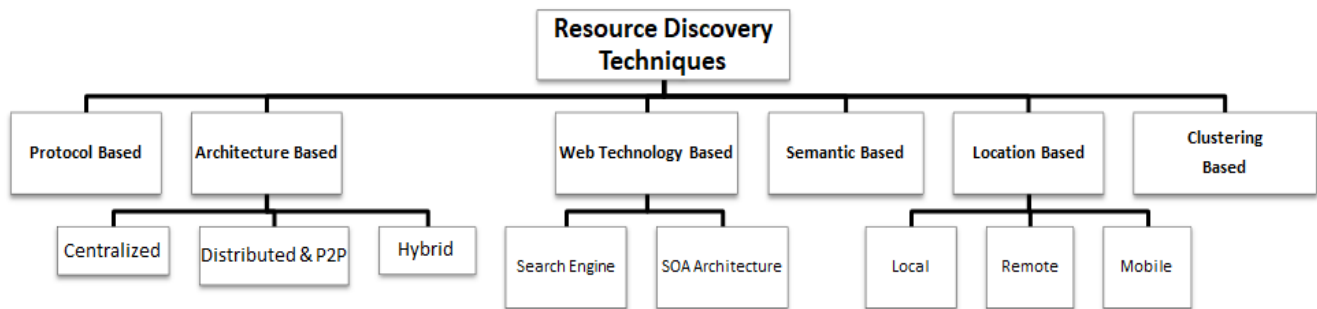 Resource Discovery
Techniques
Protocol Based
Architecture Based
Web Technology Based
Semantic Based
Location Based
Clustering
Based
Centralized
Distributed & P2P
Hybrid
Search Engine
SOA Architecture
Local
Remote
Mobile